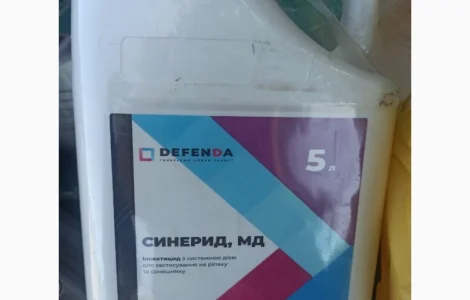 DEFENDA
5 л
СИНЕРИД, МД
Інсектицид з системною дією
для застосування на ріпаку
та соняшнику